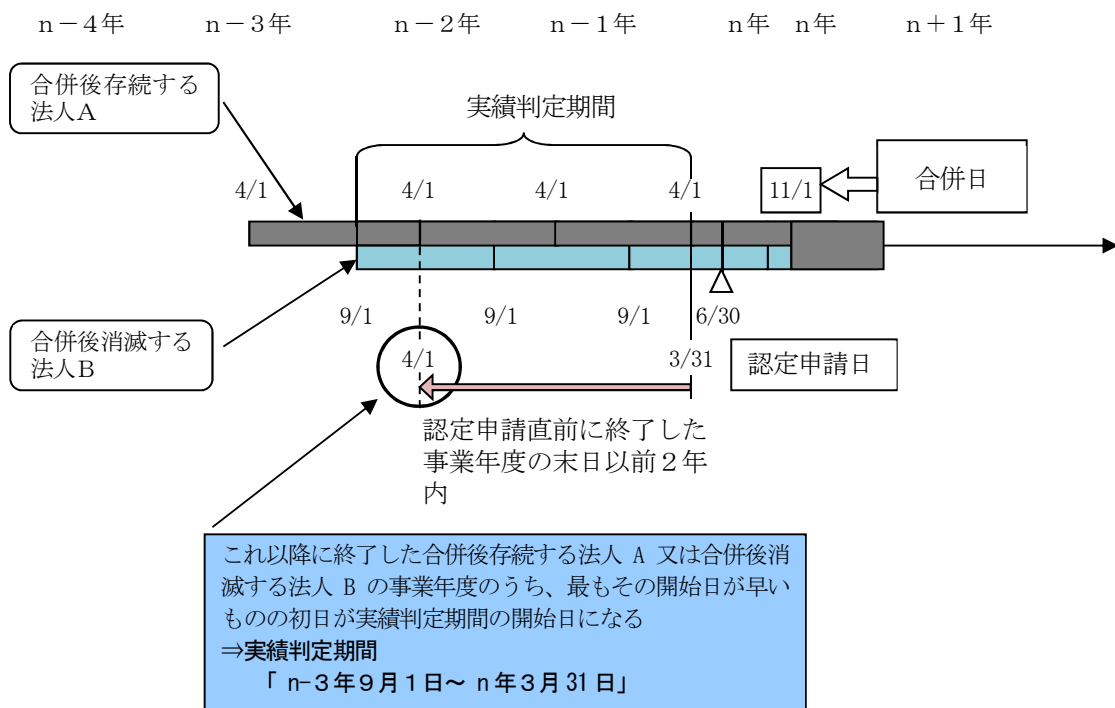 n－4年 n－3年 n－2年 n－1年 n年 n年 n＋1年
合併後存続する
法人A
実績判定期間
合併日
4/1 4/1 4/1 4/1 11/1
9/1 9/1 9/1 6/30
合併後消滅する
法人B
4/1 3/31 認定申請日
認定申請直前に終了した
事業年度の末日以前２年
内
これ以降に終了した合併後存続する法人 A 又は合併後消
滅する法人 B の事業年度のうち、最もその開始日が早い
ものの初日が実績判定期間の開始日になる
⇒実績判定期間
「 n-３年９月１日～ n 年３月 31 日」